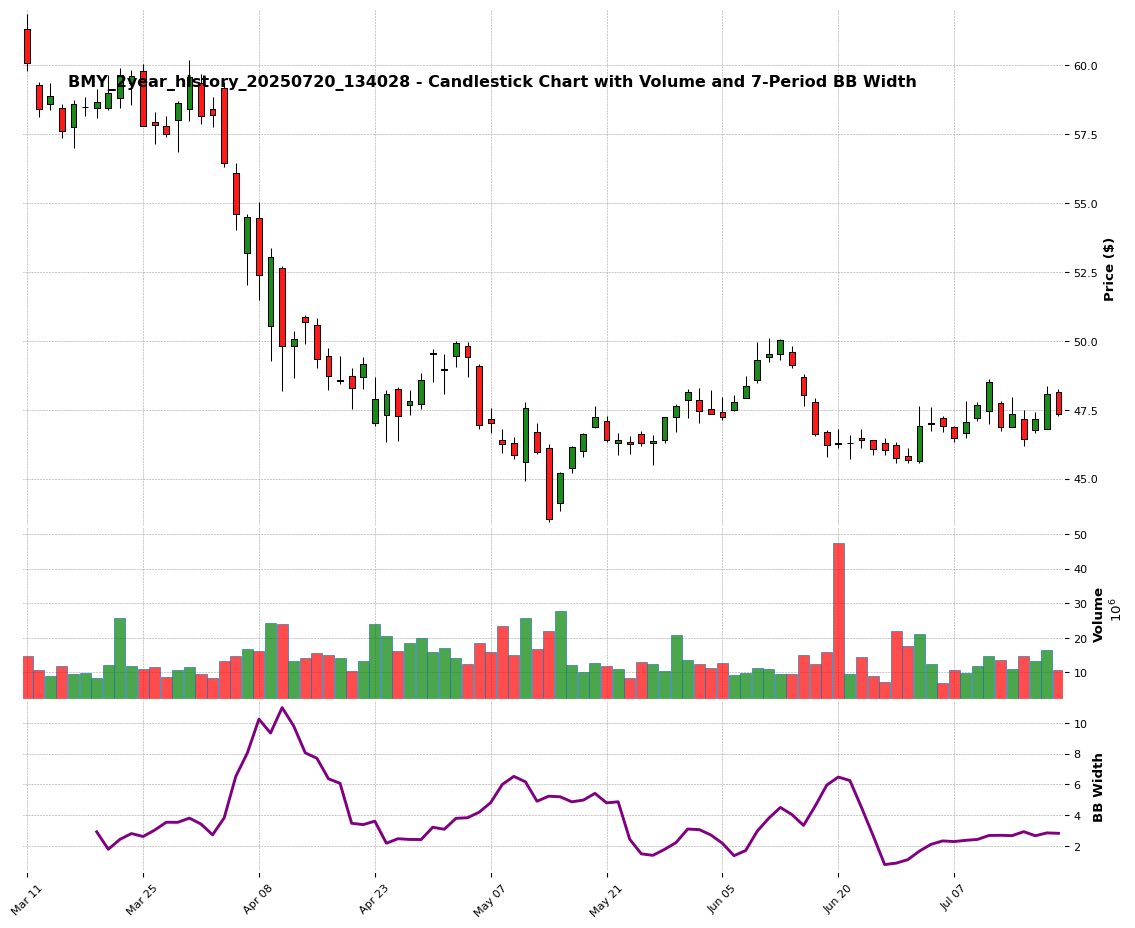 BMY_2year_history_20250720_134028 - Candlestick Chart with Volume and 7-Period BB Width
60.0
57.5
55.0
52.5
50.0
47.5
45.0
Price ($)
50
40
30
20
10
Volume
10^6
10
8
6
4
2
BB Width
Mar 11
Mar 25
Apr 08
Apr 23
May 07
May 21
Jun 05
Jun 20
Jul 07